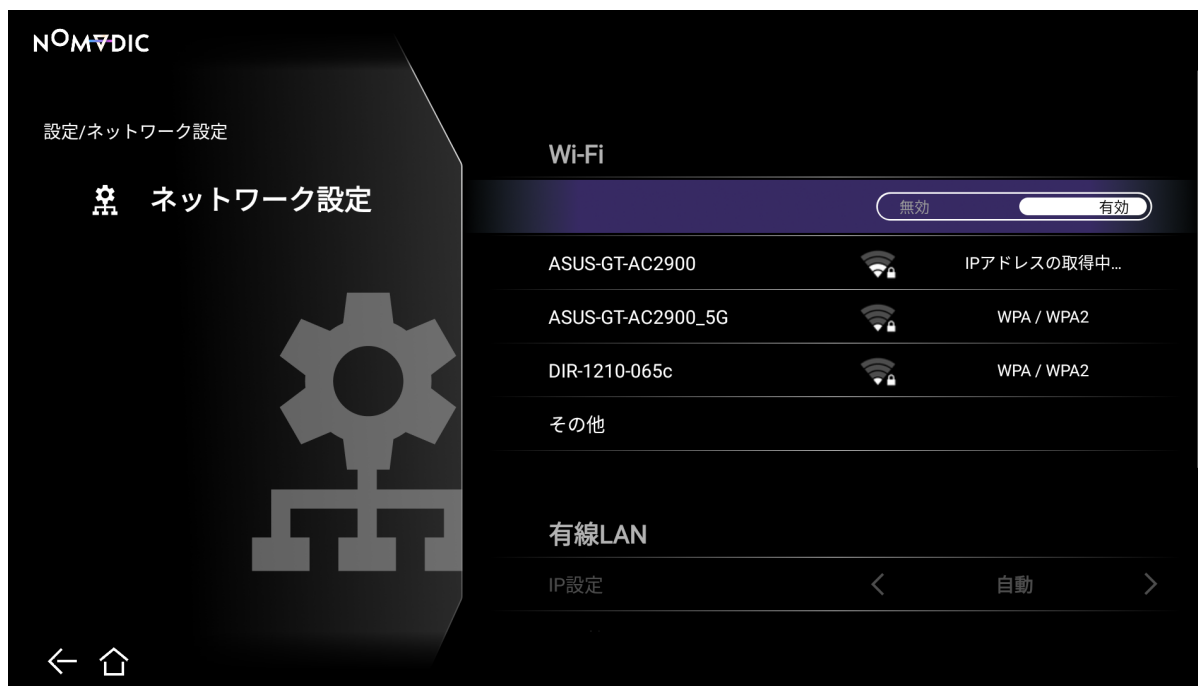 NOMADIC
設定/ネットワーク設定
ネットワーク設定
Wi-Fi
無効 有効
ASUS-GT-AC2900 IPアドレスの取得中...
ASUS-GT-AC2900_5G WPA / WPA2
DIR-1210-065c WPA / WPA2
その他
有線LAN
IP設定 自動